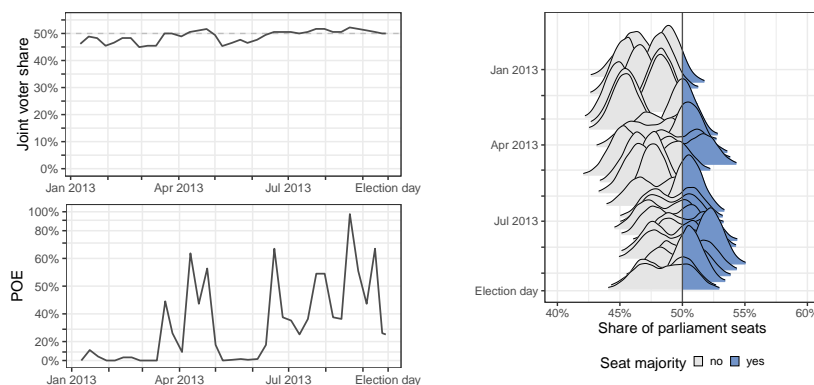 Joint voter share
50%
40%
30%
20%
10%
0%
Jan 2013 Apr 2013 Jul 2013 Election day
POE
100%
80%
60%
40%
20%
0%
Jan 2013 Apr 2013 Jul 2013 Election day
Jan 2013
Apr 2013
Jul 2013
Election day
40% 45% 50% 55% 60%
Share of parliament seats
Seat majority no yes